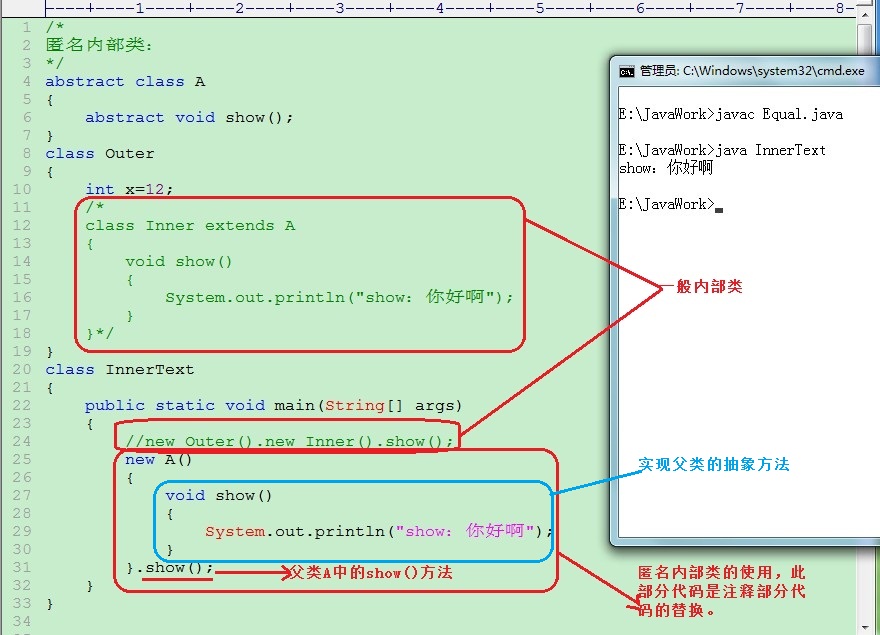 ----+----1----+----2----+----3----+----4----+----5----+----6----+----7----+----8-
1 /*
2 匿名内部类：
3 */
4 abstract class A
5 {
6 abstract void show();
7 }
8 class Outer
9 {
10 int x=12;
11 /*
12 class Inner extends A
13 {
14 void show()
15 {
16 System.out.println("show: 你好啊");
17 }
18 }*/
19 }
20 class InnerText
21 {
22 public static void main(String[] args)
23 {
24 //new Outer().new Inner().show();
25 new A()
26 {
27 void show()
28 {
29 System.out.println("show: 你好啊");
30 }
31 }.show();
32 }
33 }
34
父类A中的show()方法
管理员: C:\Windows\system32\cmd.exe
E:\JavaWork>javac Equal.java
E:\JavaWork>java InnerText
show: 你好啊
E:\JavaWork>
一般内部类
实现父类的抽象方法
匿名内部类的使用，此
部分代码是注释部分代
码的替换。